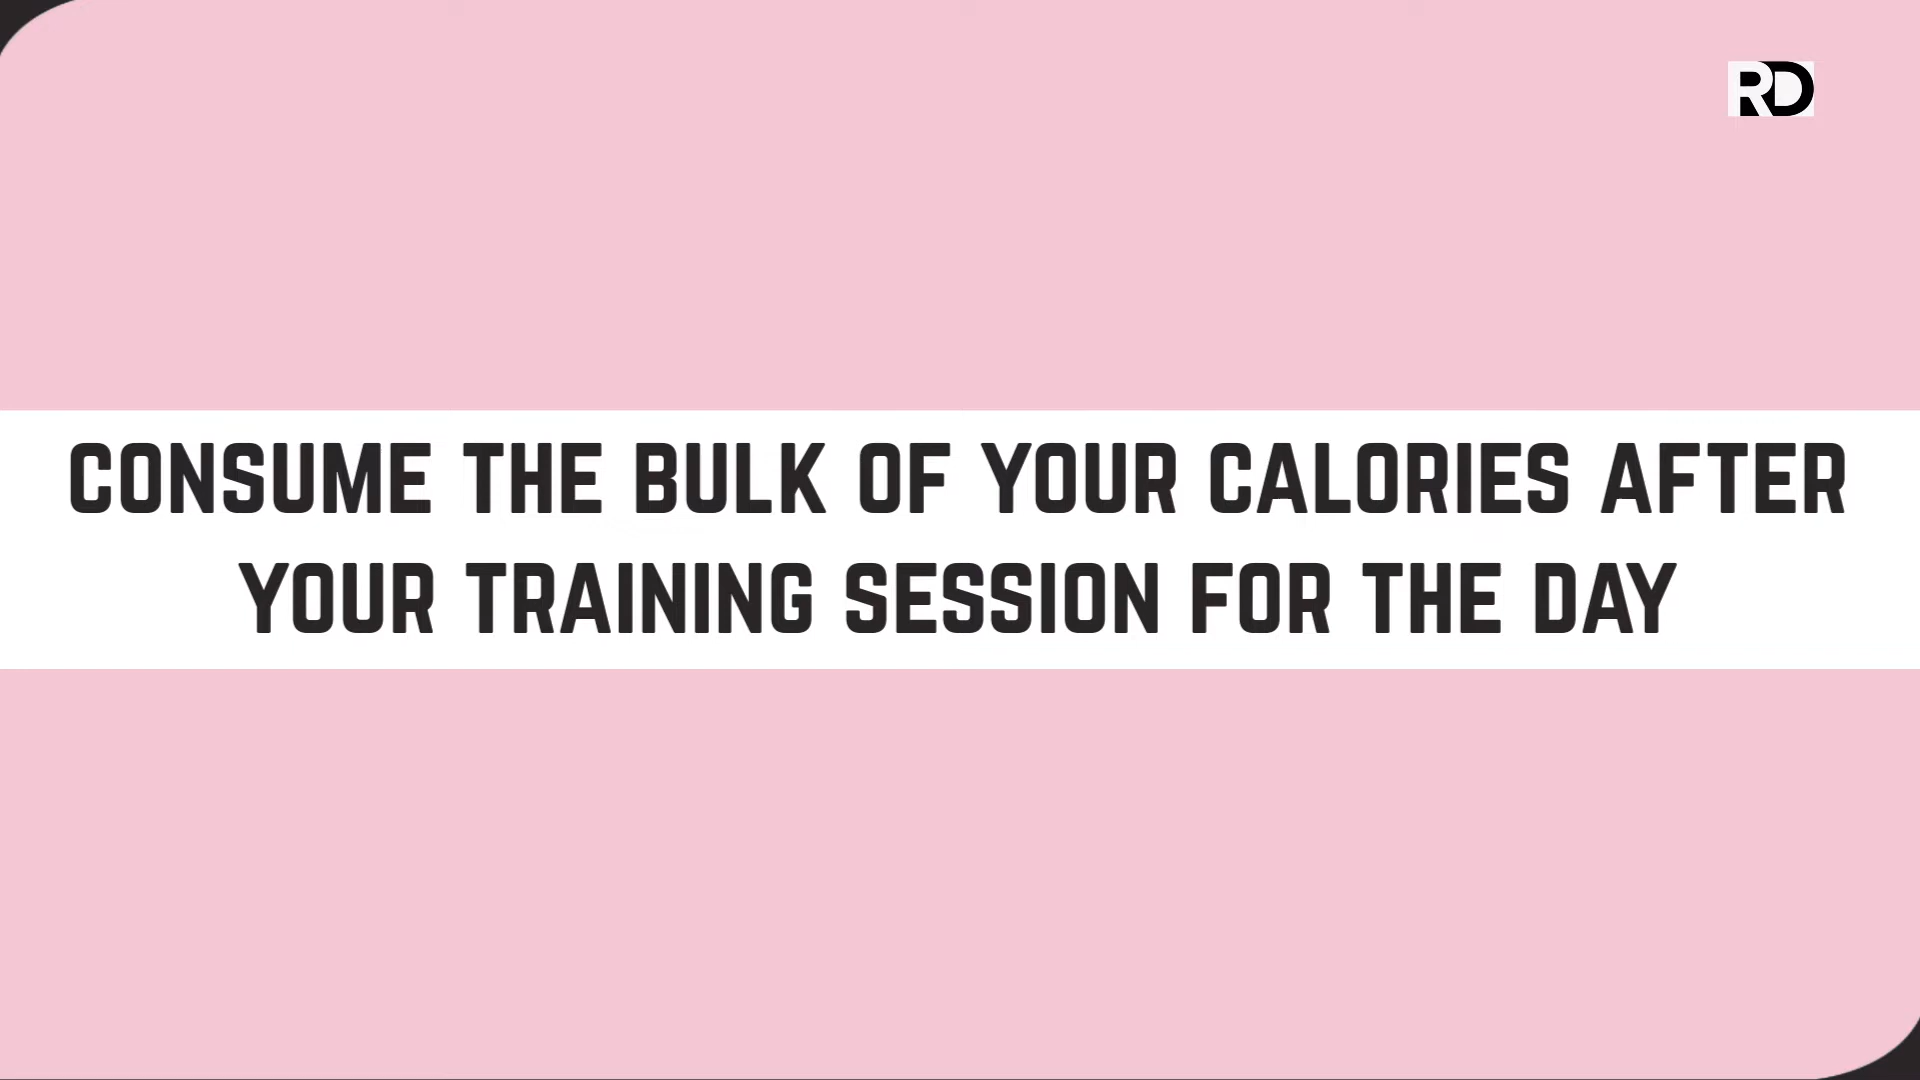 RD
CONSUME THE BULK OF YOUR CALORIES AFTER
YOUR TRAINING SESSION FOR THE DAY